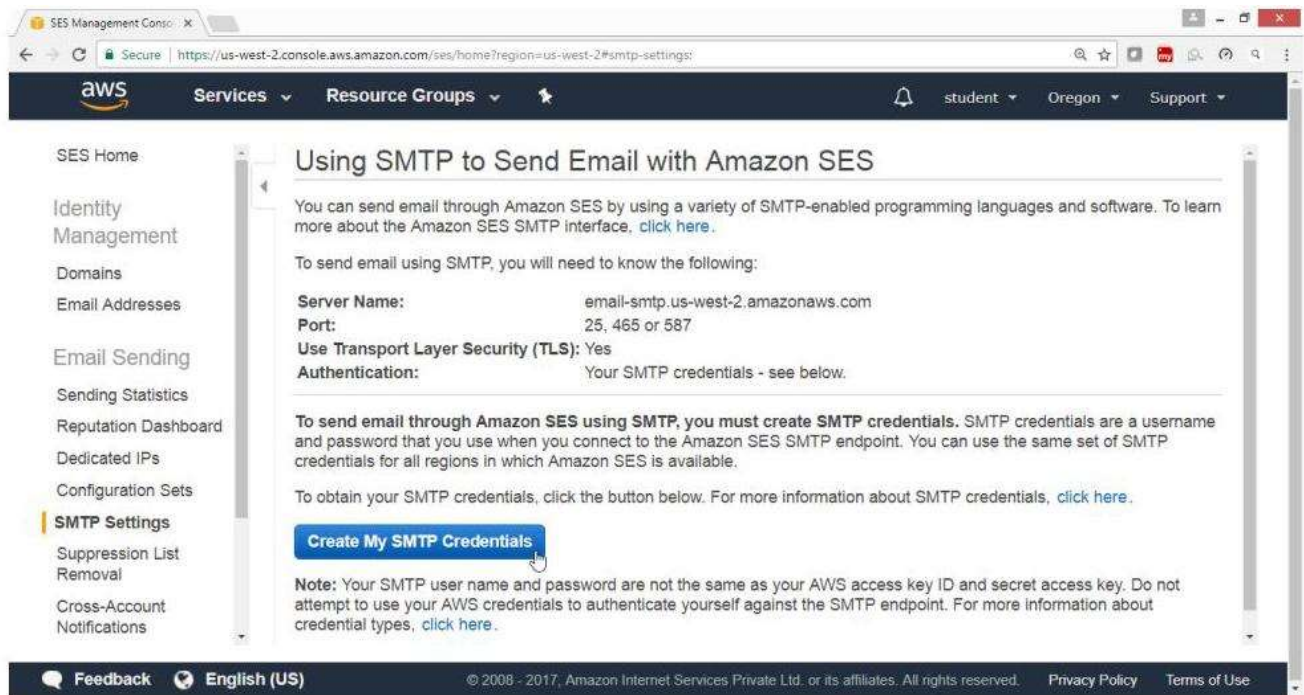 SES Management Conso
Secure https://us-west-2.console.aws.amazon.com/ses/home?region=us-west-2#smtp-settings:
my
aws Services Resource Groups student Oregon Support
SES Home
Identity
Management
Domains
Email Addresses
Email Sending
Sending Statistics
Reputation Dashboard
Dedicated IPs
Configuration Sets
SMTP Settings
Suppression List
Removal
Cross-Account
Notifications
Using SMTP to Send Email with Amazon SES
You can send email through Amazon SES by using a variety of SMTP-enabled programming languages and software. To learn
more about the Amazon SES SMTP interface, click here.
To send email using SMTP, you will need to know the following:
Server Name: email-smtp.us-west-2.amazonaws.com
Port: 25, 465 or 587
Use Transport Layer Security (TLS): Yes
Authentication: Your SMTP credentials - see below.
To send email through Amazon SES using SMTP, you must create SMTP credentials. SMTP credentials are a username
and password that you use when you connect to the Amazon SES SMTP endpoint. You can use the same set of SMTP
credentials for all regions in which Amazon SES is available.
To obtain your SMTP credentials, click the button below. For more information about SMTP credentials, click here.
Create My SMTP Credentials
Note: Your SMTP user name and password are not the same as your AWS access key ID and secret access key. Do not
attempt to use your AWS credentials to authenticate yourself against the SMTP endpoint. For more information about
credential types, click here.
Feedback English (US) © 2008 - 2017, Amazon Internet Services Private Ltd. or its affiliates. All rights reserved. Privacy Policy Terms of Use